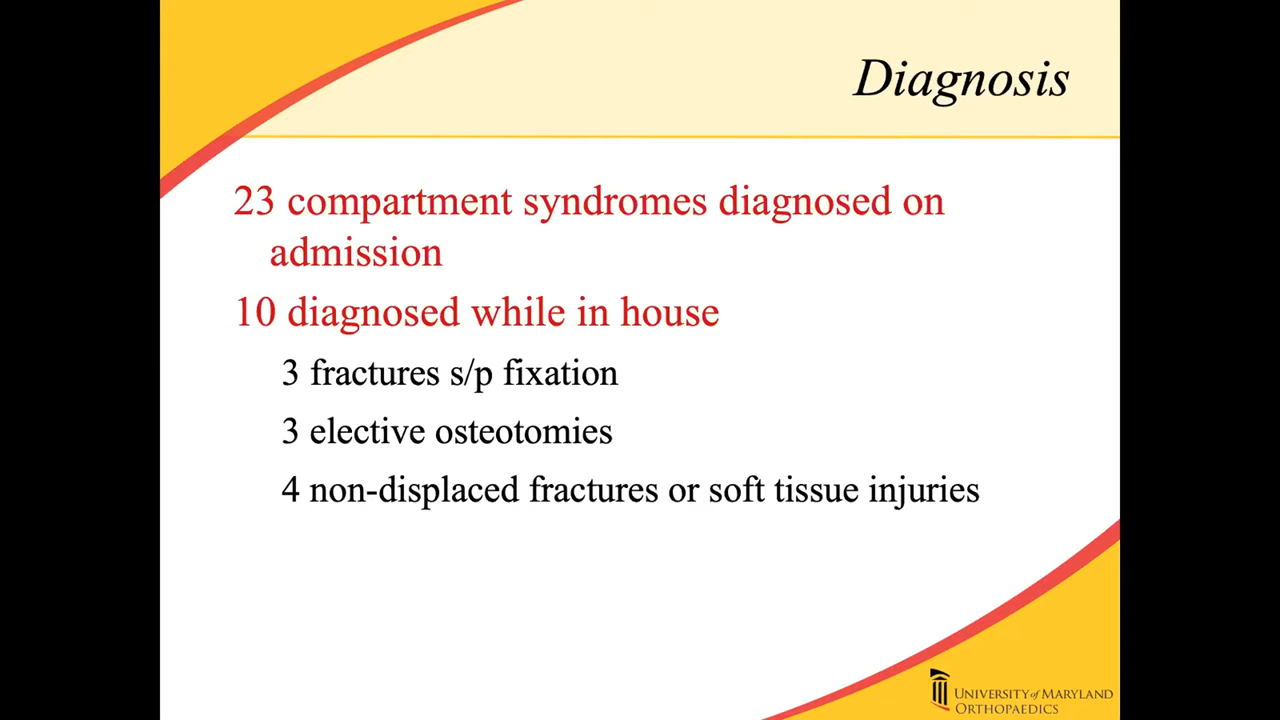 Diagnosis
23 compartment syndromes diagnosed on
admission
10 diagnosed while in house
3 fractures s/p fixation
3 elective osteotomies
4 non-displaced fractures or soft tissue injuries
UNIVERSITY of MARYLAND
ORTHOPAEDICS